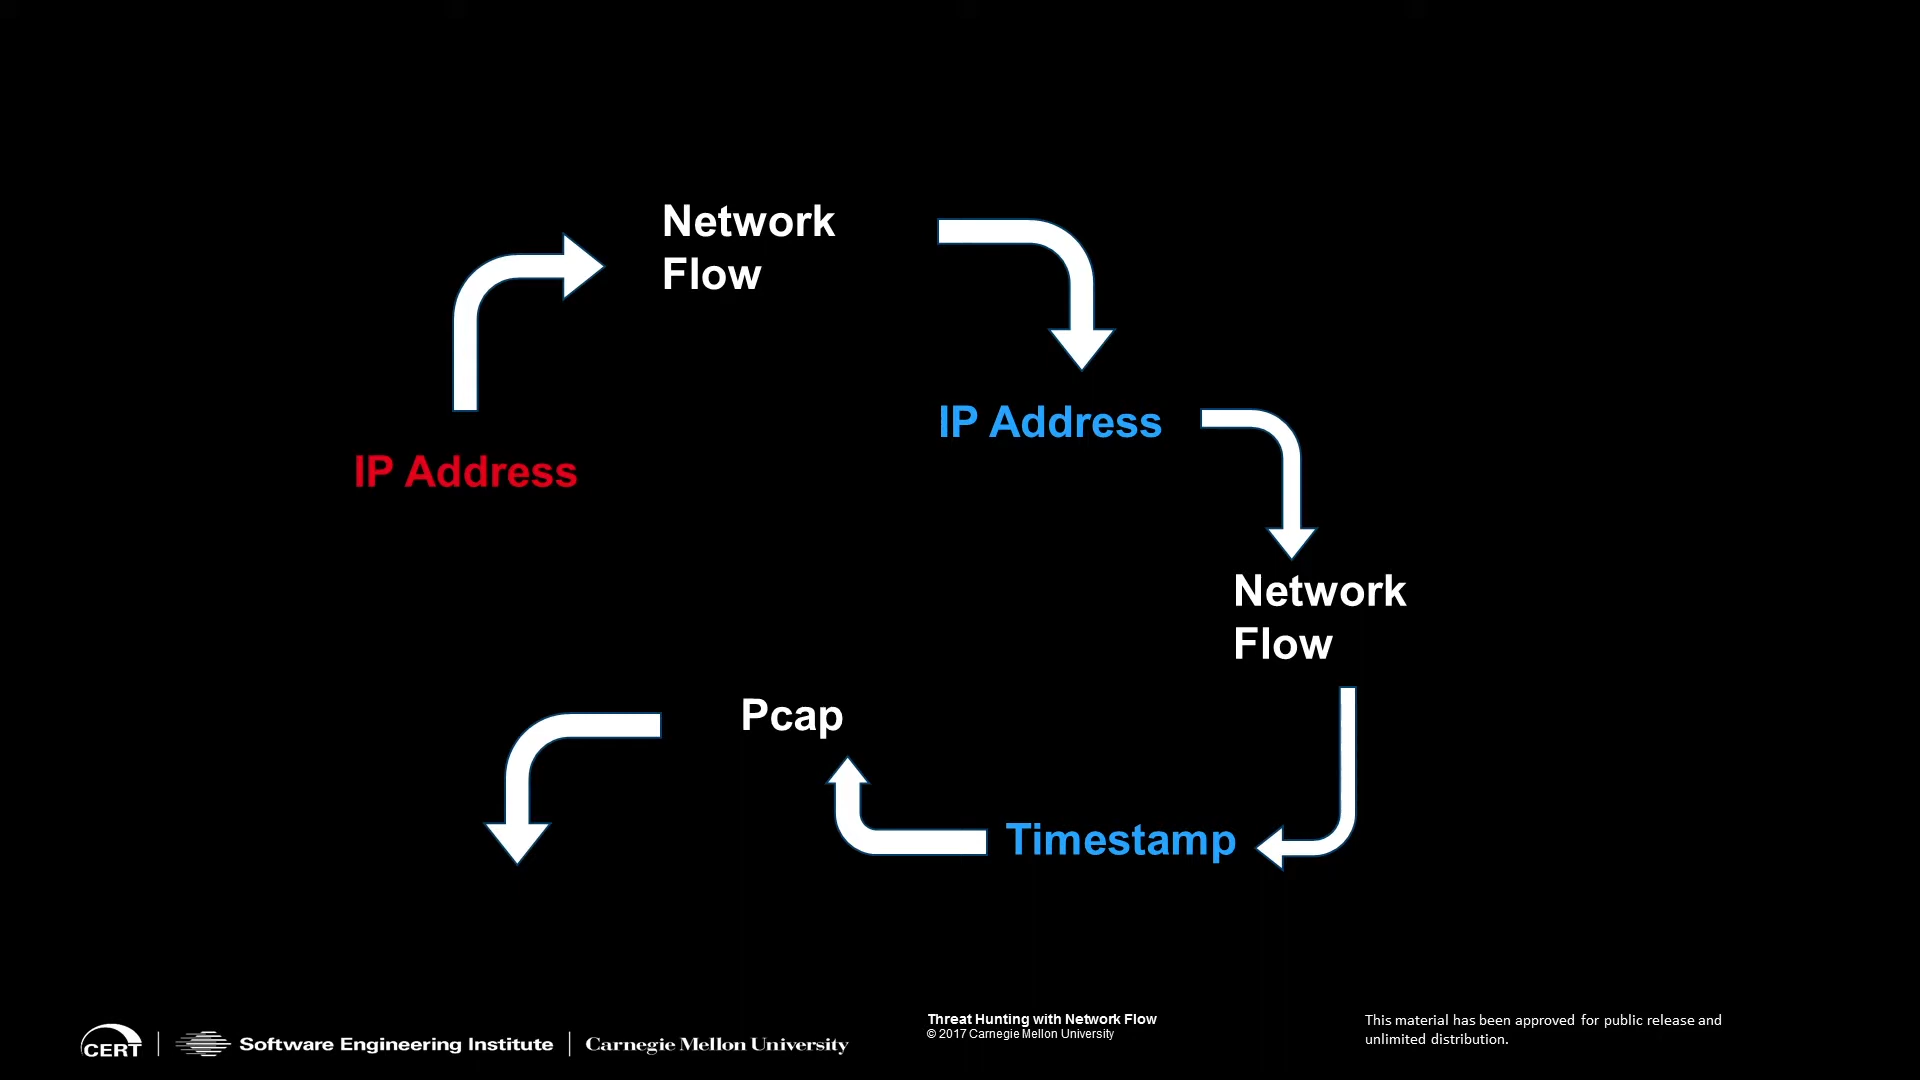 Network
Flow
IP Address
IP Address
Network
Flow
Pcap
Timestamp
CERT | Software Engineering Institute | Carnegie Mellon University
Threat Hunting with Network Flow
© 2017 Carnegie Mellon University
This material has been approved for public release and
unlimited distribution.